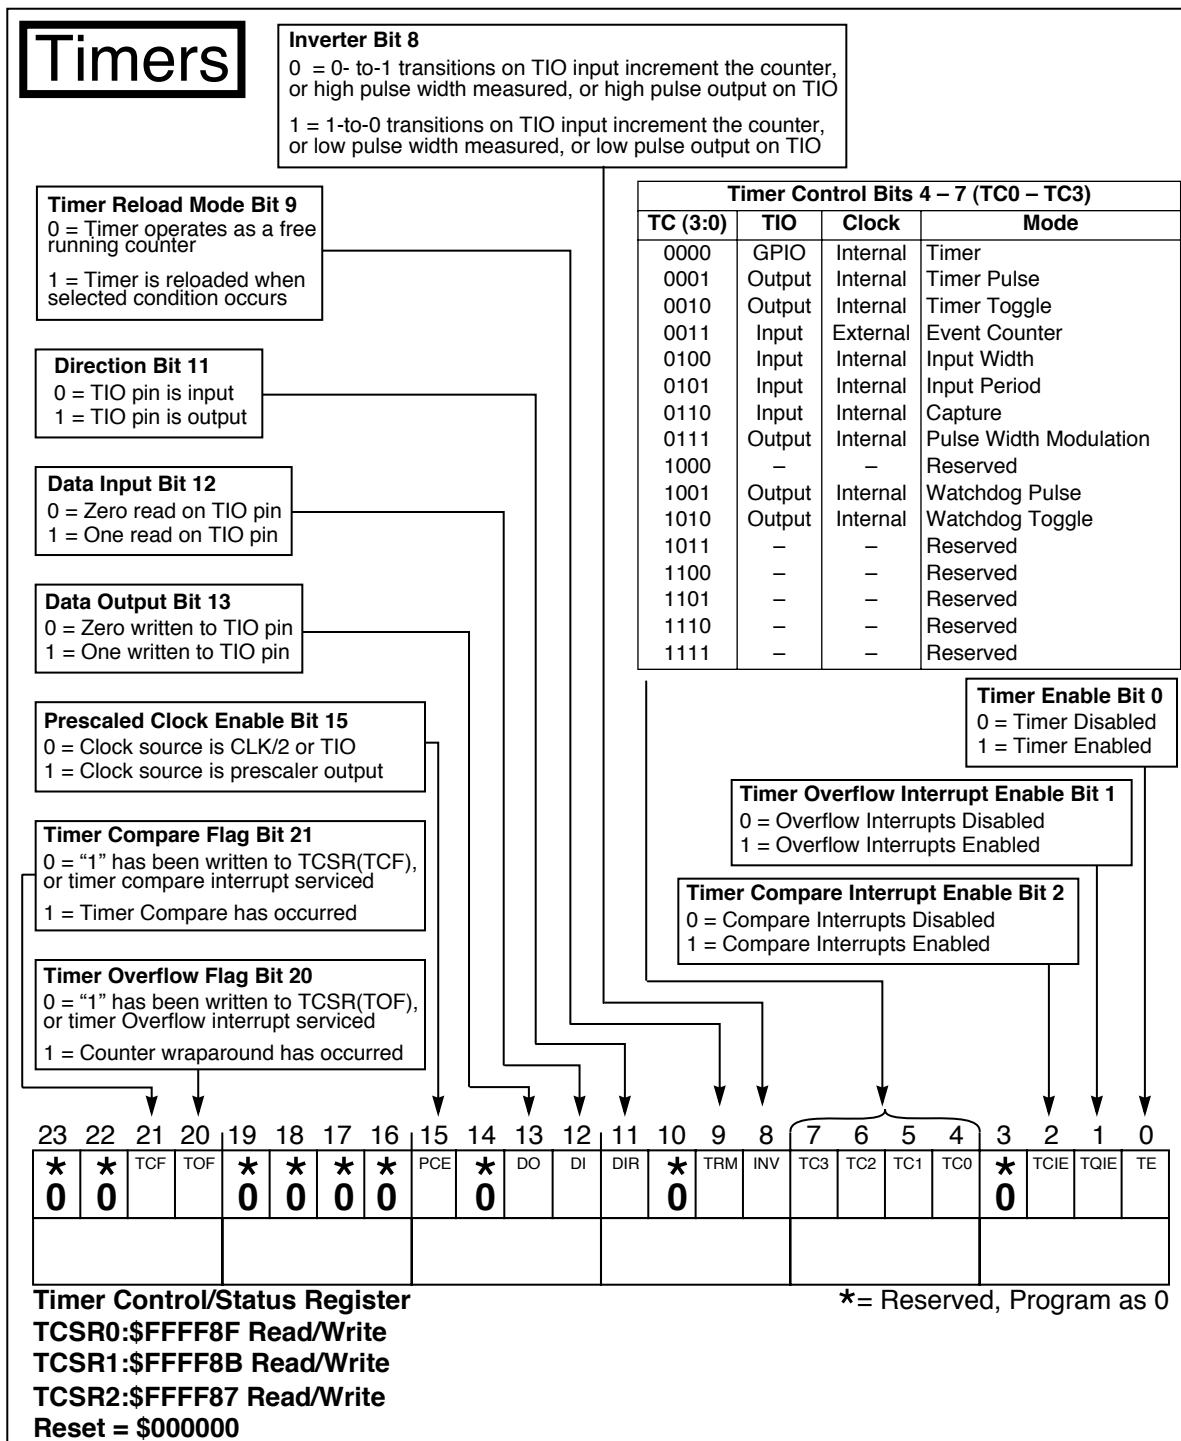 Timers
Inverter Bit 8
0 = 0- to-1 transitions on TIO input increment the counter,
or high pulse width measured, or high pulse output on TIO
1 = 1-to-0 transitions on TIO input increment the counter,
or low pulse width measured, or low pulse output on TIO
Timer Reload Mode Bit 9
0 = Timer operates as a free
running counter
1 = Timer is reloaded when
selected condition occurs
Direction Bit 11
0 = TIO pin is input
1 = TIO pin is output
Data Input Bit 12
0 = Zero read on TIO pin
1 = One read on TIO pin
Data Output Bit 13
0 = Zero written to TIO pin
1 = One written to TIO pin
Prescaled Clock Enable Bit 15
0 = Clock source is CLK/2 or TIO
1 = Clock source is prescaler output
Timer Compare Flag Bit 21
0 = “1” has been written to TCSR(TCF),
or timer compare interrupt serviced
1 = Timer Compare has occurred
Timer Overflow Flag Bit 20
0 = “1” has been written to TCSR(TOF),
or timer Overflow interrupt serviced
1 = Counter wraparound has occurred
Timer Control Bits 4 – 7 (TC0 – TC3)
TC (3:0) TIO Clock Mode
0000 GPIO Internal Timer
0001 Output Internal Timer Pulse
0010 Output Internal Timer Toggle
0011 Input External Event Counter
0100 Input Internal Input Width
0101 Input Internal Input Period
0110 Input Internal Capture
0111 Output Internal Pulse Width Modulation
1000 – – Reserved
1001 Output Internal Watchdog Pulse
1010 Output Internal Watchdog Toggle
1011 – – Reserved
1100 – – Reserved
1101 – – Reserved
1110 – – Reserved
1111 – – Reserved
Timer Enable Bit 0
0 = Timer Disabled
1 = Timer Enabled
Timer Overflow Interrupt Enable Bit 1
0 = Overflow Interrupts Disabled
1 = Overflow Interrupts Enabled
Timer Compare Interrupt Enable Bit 2
0 = Compare Interrupts Disabled
1 = Compare Interrupts Enabled
23 22 21 20 19 18 17 16 15 14 13 12 11 10 9 8 7 6 5 4 3 2 1 0
* * TCF TOF * * * * PCE * DO DI DIR * TRM INV TC3 TC2 TC1 TC0 * TCIE TQIE TE
0 0 0 0 0 0 0 0 0
Timer Control/Status Register
*= Reserved, Program as 0
TCSR0:$FFFF8F Read/Write
TCSR1:$FFFF8B Read/Write
TCSR2:$FFFF87 Read/Write
Reset = $000000